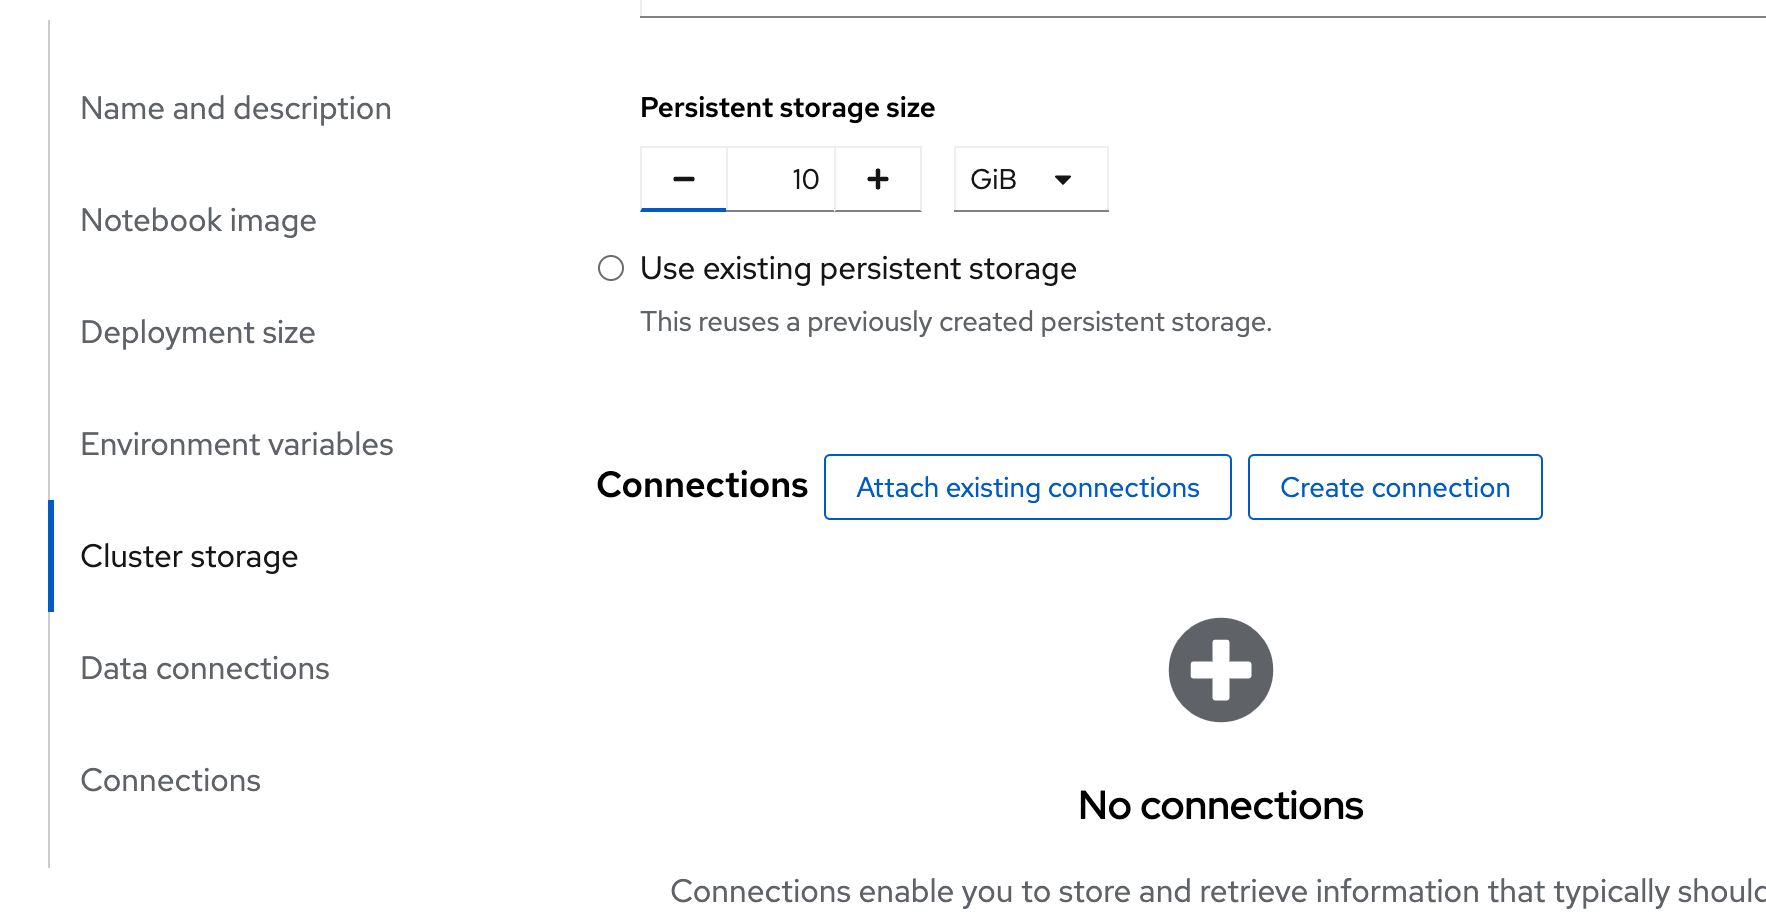 Name and description
Notebook image
Deployment size
Environment variables
Cluster storage
Data connections
Connections
Persistent storage size
10 GiB
Use existing persistent storage
This reuses a previously created persistent storage.
Connections Attach existing connections Create connection
No connections
Connections enable you to store and retrieve information that typically